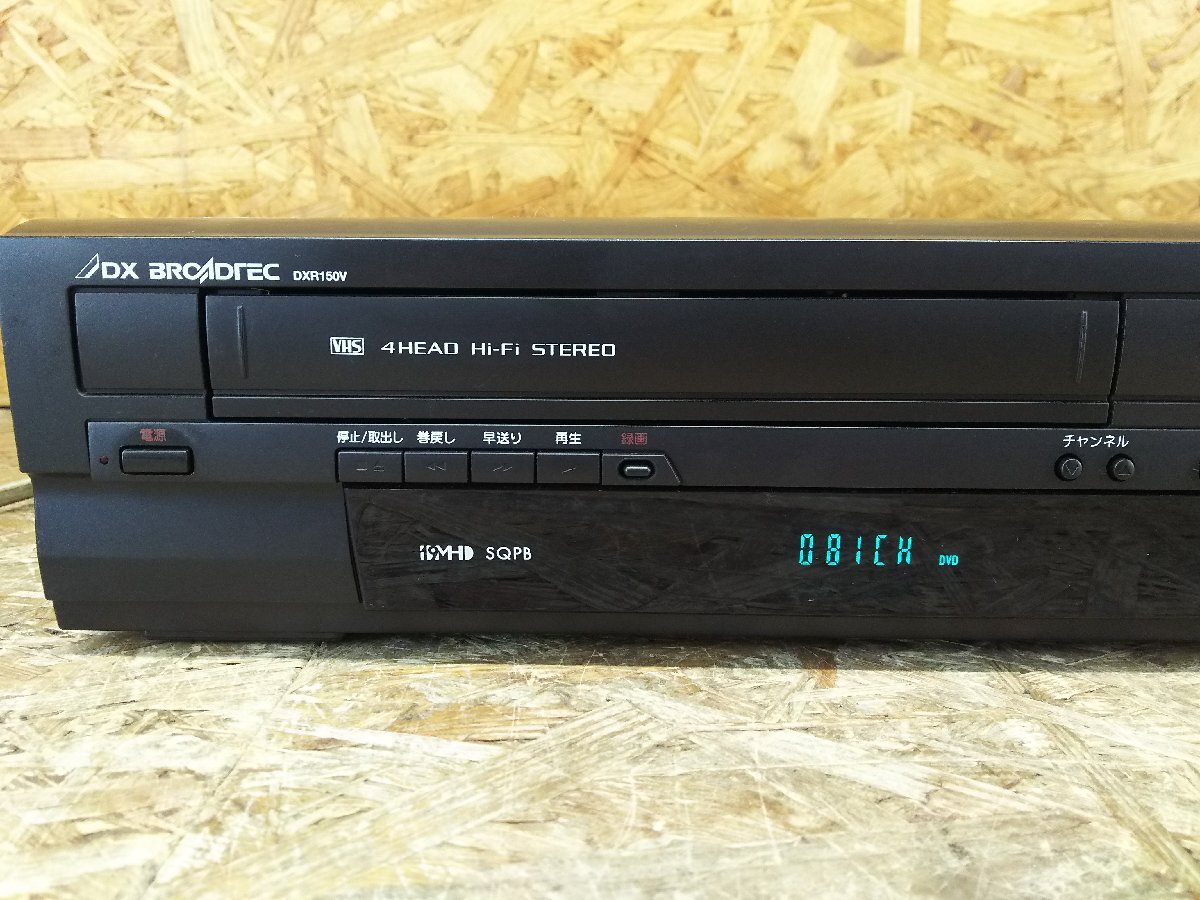 DX BROADTEC DXR150V
VHS 4HEAD Hi-Fi STEREO
電源 停止/取出し 巻戻し 早送り 再生 録画 チャンネル
19μHD SQPB 081CH DVD